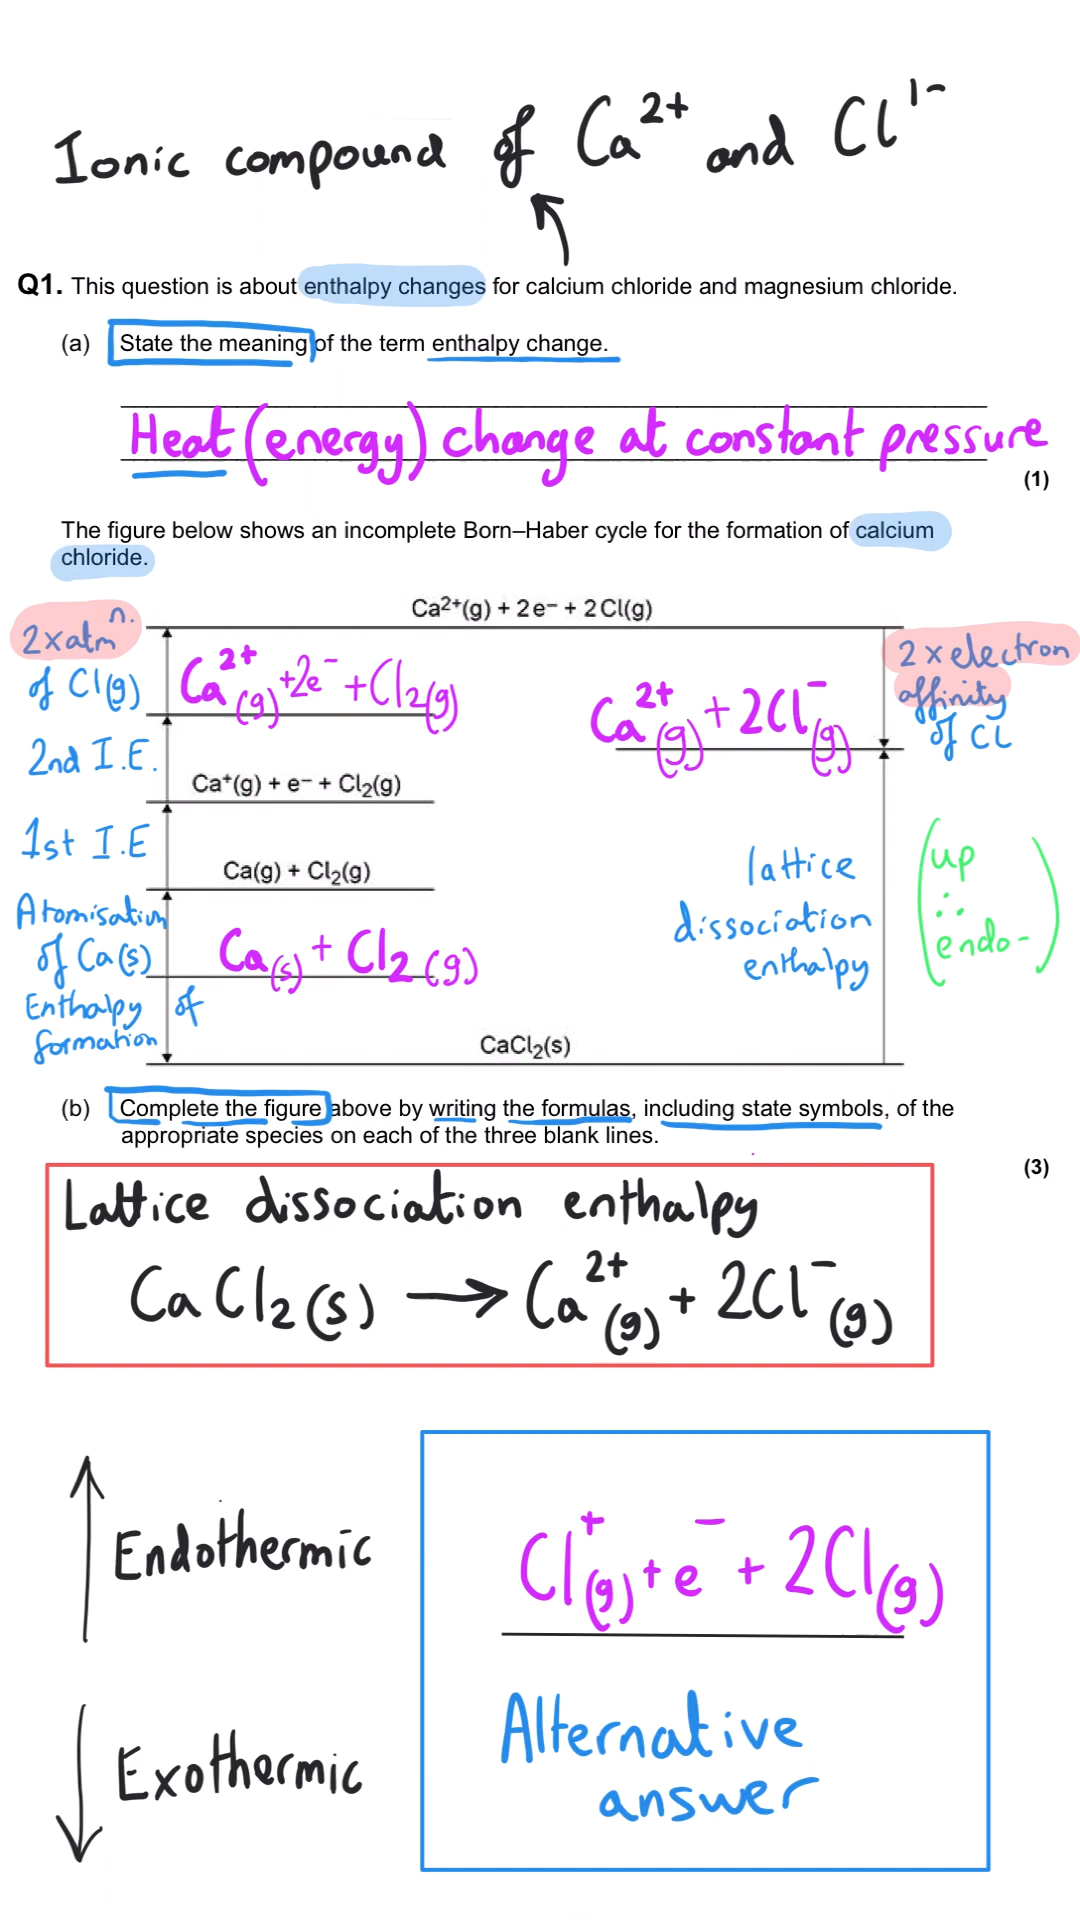 Ionic compound of Ca²⁺ and Cl¹⁻
Q1. This question is about enthalpy changes for calcium chloride and magnesium chloride.
(a) State the meaning of the term enthalpy change.
Heat (energy) change at constant pressure
(1)
The figure below shows an incomplete Born–Haber cycle for the formation of calcium
chloride.
Ca²⁺(g) + 2 e⁻ + 2 Cl(g)
2 x atmⁿ.
of Cl(g)
Ca²⁺(g) + 2e⁻ + Cl₂(g)
2 x electron
affinity
of CL
Ca²⁺(g) + 2Cl⁻(g)
2nd I.E.
Ca⁺(g) + e⁻ + Cl₂(g)
1st I.E
Ca(g) + Cl₂(g)
lattice
dissociation
enthalpy
(up
∴
endo-)
Atomisation
of Ca(s)
Ca(s) + Cl₂(g)
Enthalpy of
formation
CaCl₂(s)
(b) Complete the figure above by writing the formulas, including state symbols, of the
appropriate species on each of the three blank lines.
(3)
Lattice dissociation enthalpy
CaCl₂(s) → Ca²⁺(g) + 2Cl⁻(g)
Endothermic
Exothermic
Cl⁺(g) + e⁻ + 2Cl(g)
Alternative
answer